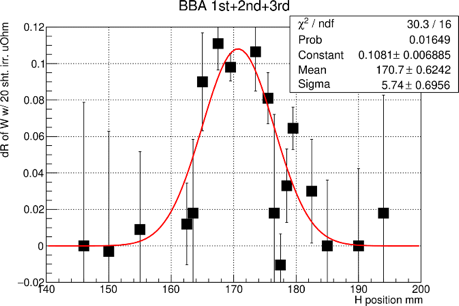 BBA 1st+2nd+3rd
χ² / ndf 30.3 / 16
Prob 0.01649
Constant 0.1081± 0.006885
Mean 170.7± 0.6242
Sigma 5.74± 0.6956
dR of W w/ 20 sht. irr. uOhm
0.12
0.1
0.08
0.06
0.04
0.02
0
−0.02
140 150 160 170 180 190 200
H position mm